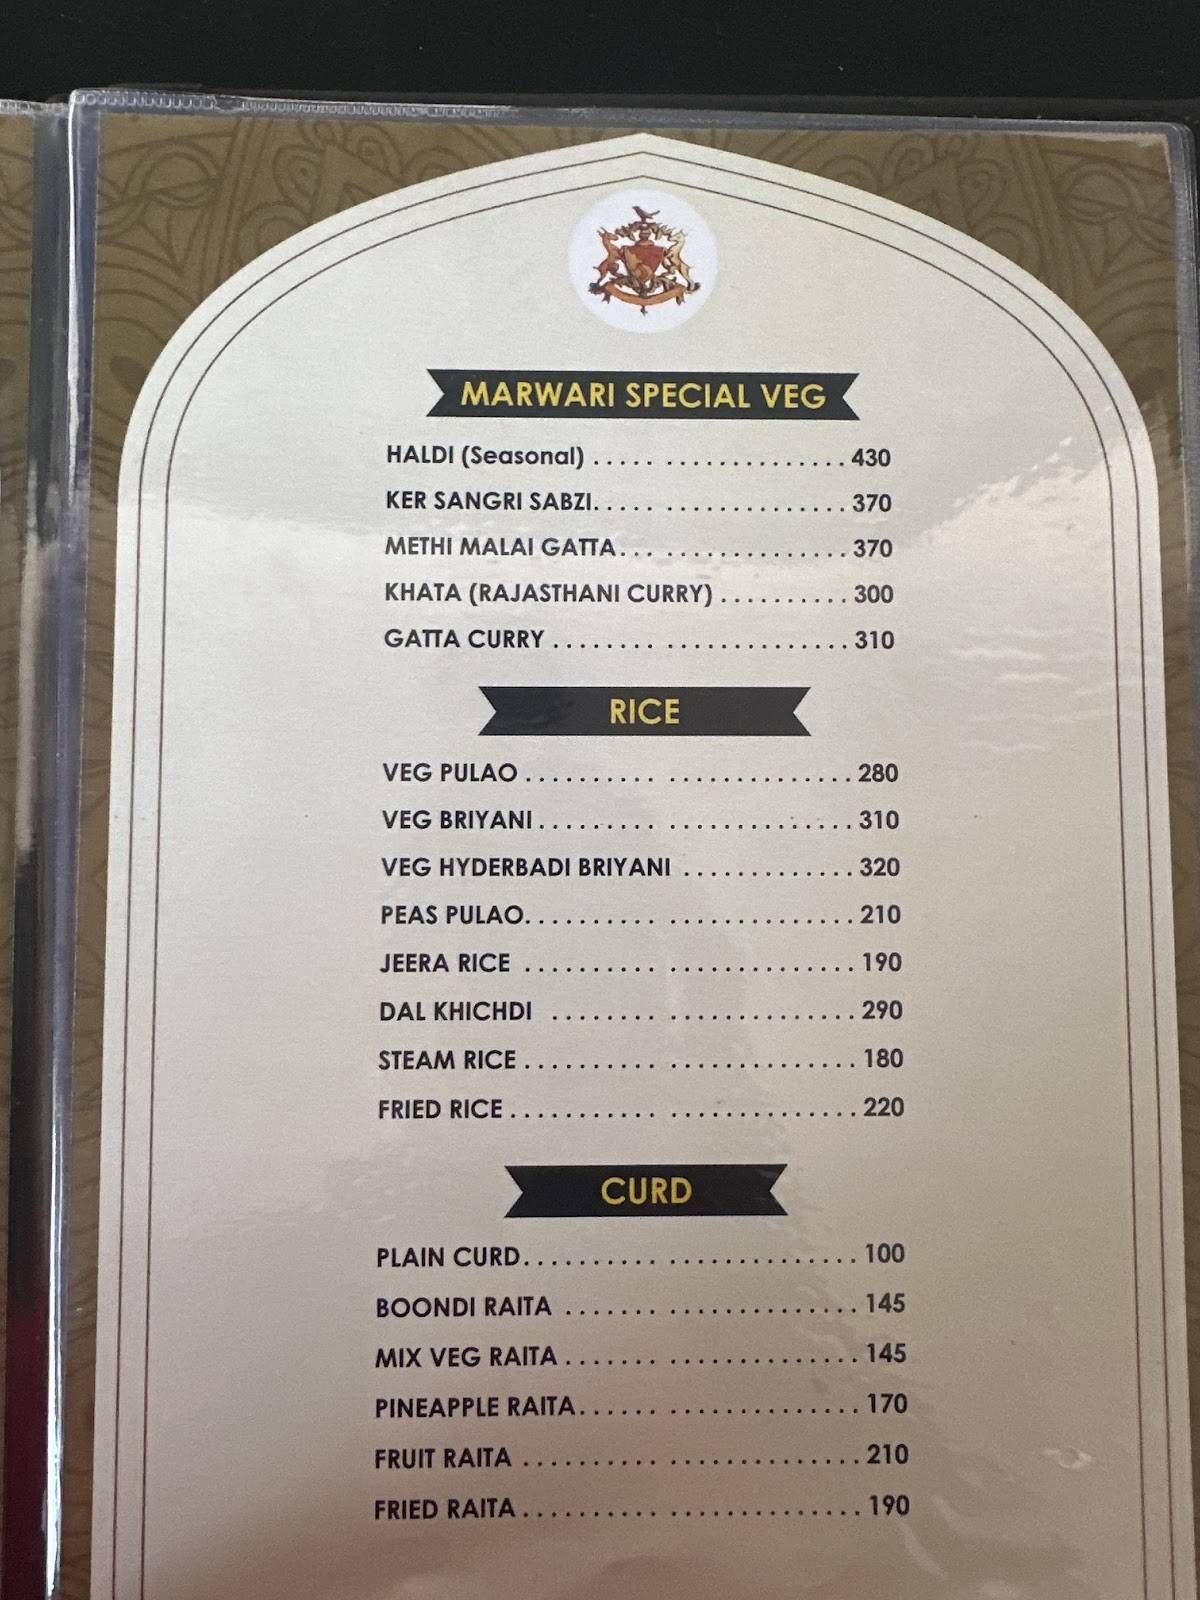 MARWARI SPECIAL VEG
HALDI (Seasonal) ..... ............. 430
KER SANGRI SABZI..... ............. 370
METHI MALAI GATTA... ............. 370
KHATA (RAJASTHANI CURRY) .......... 300
GATTA CURRY ........ ............. 310
RICE
VEG PULAO .......... ............. 280
VEG BRIYANI ......... ............. 310
VEG HYDERBADI BRIYANI ............. 320
PEAS PULAO.......... ............. 210
JEERA RICE .......... ............. 190
DAL KHICHDI ........ ............. 290
STEAM RICE .......... ............. 180
FRIED RICE ........... ............. 220
CURD
PLAIN CURD.......... ............. 100
BOONDI RAITA ....... ............. 145
MIX VEG RAITA ....... ............. 145
PINEAPPLE RAITA...... ............. 170
FRUIT RAITA .......... ............. 210
FRIED RAITA .......... ............. 190